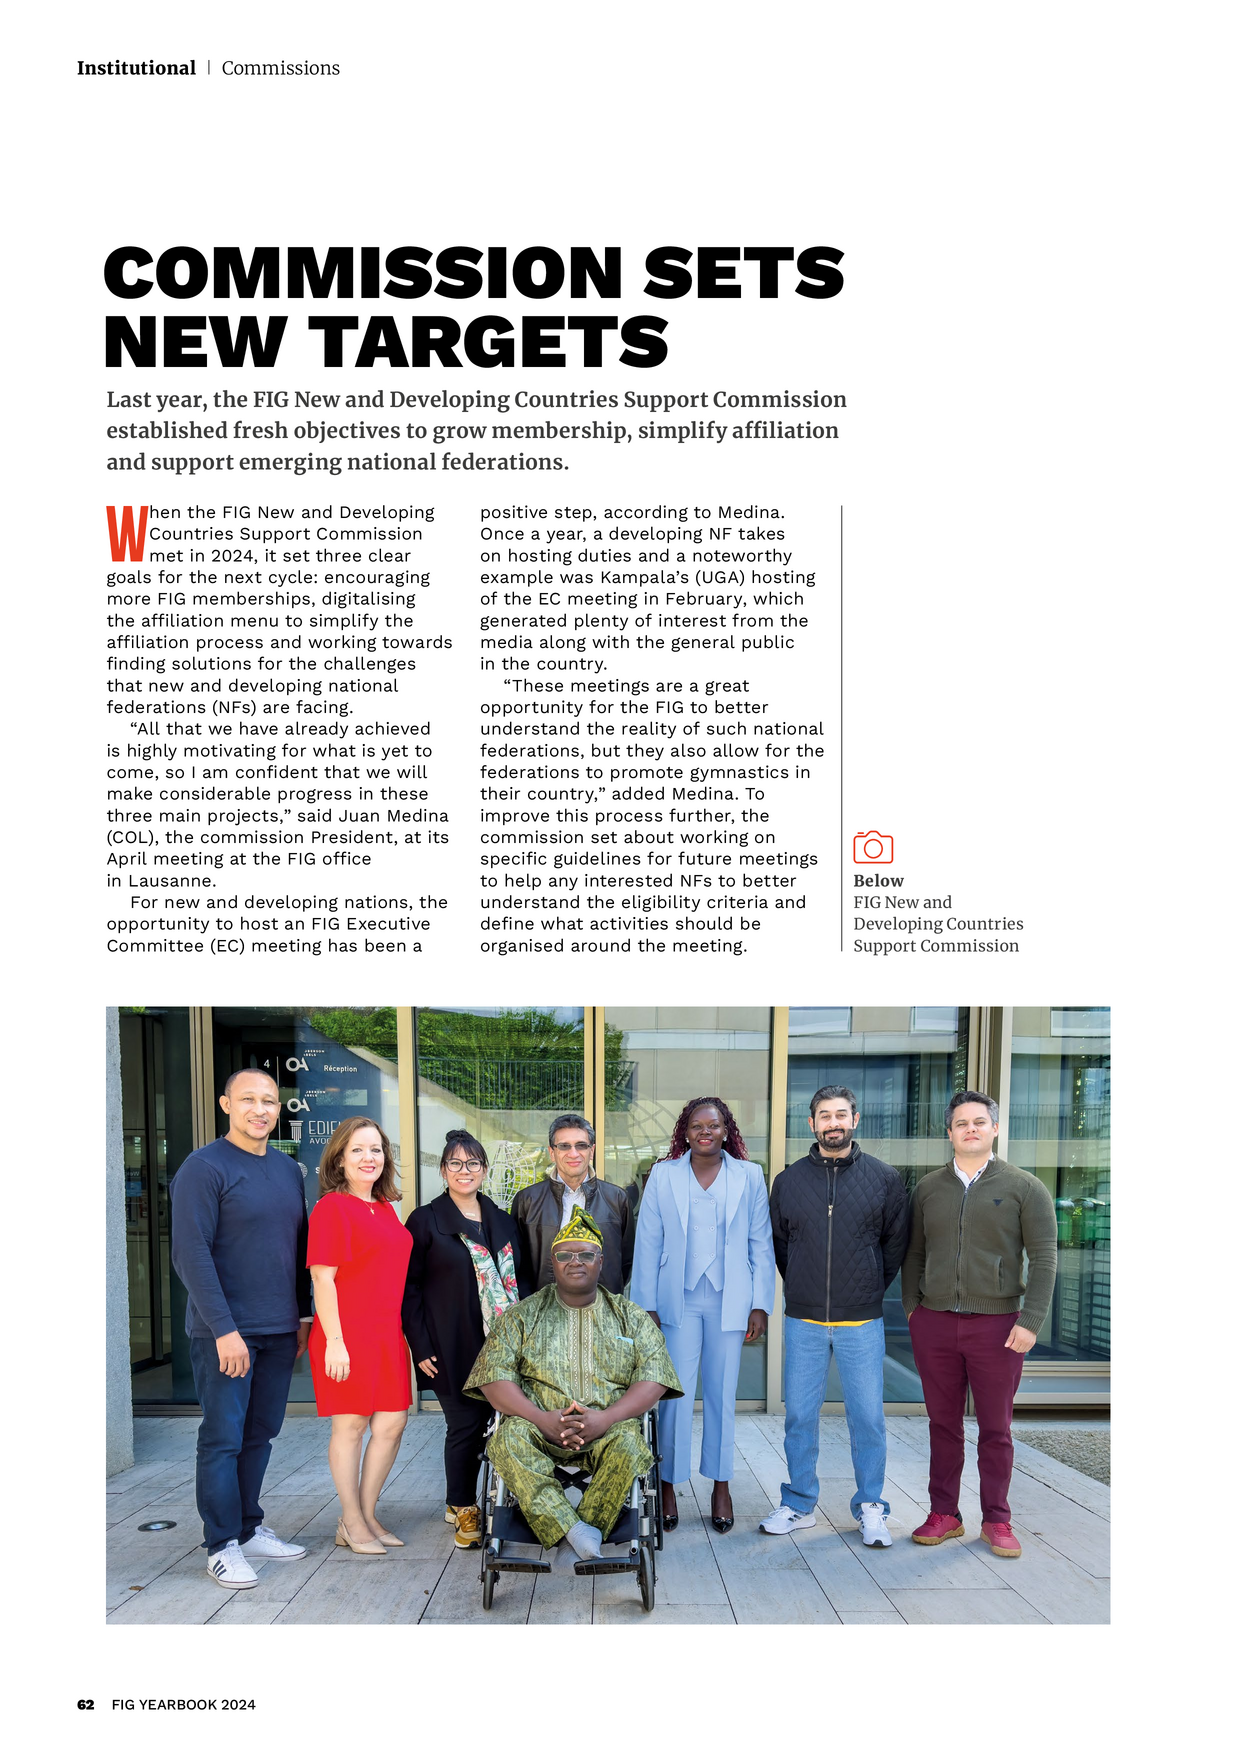 Institutional | Commissions
COMMISSION SETS
NEW TARGETS
Last year, the FIG New and Developing Countries Support Commission
established fresh objectives to grow membership, simplify affiliation
and support emerging national federations.
When the FIG New and Developing
Countries Support Commission
met in 2024, it set three clear
goals for the next cycle: encouraging
more FIG memberships, digitalising
the affiliation menu to simplify the
affiliation process and working towards
finding solutions for the challenges
that new and developing national
federations (NFs) are facing.
“All that we have already achieved
is highly motivating for what is yet to
come, so I am confident that we will
make considerable progress in these
three main projects,” said Juan Medina
(COL), the commission President, at its
April meeting at the FIG office
in Lausanne.
For new and developing nations, the
opportunity to host an FIG Executive
Committee (EC) meeting has been a
positive step, according to Medina.
Once a year, a developing NF takes
on hosting duties and a noteworthy
example was Kampala’s (UGA) hosting
of the EC meeting in February, which
generated plenty of interest from the
media along with the general public
in the country.
“These meetings are a great
opportunity for the FIG to better
understand the reality of such national
federations, but they also allow for the
federations to promote gymnastics in
their country,” added Medina. To
improve this process further, the
commission set about working on
specific guidelines for future meetings
to help any interested NFs to better
understand the eligibility criteria and
define what activities should be
organised around the meeting.
Below
FIG New and
Developing Countries
Support Commission
4 OA Réception
OA
62 FIG YEARBOOK 2024